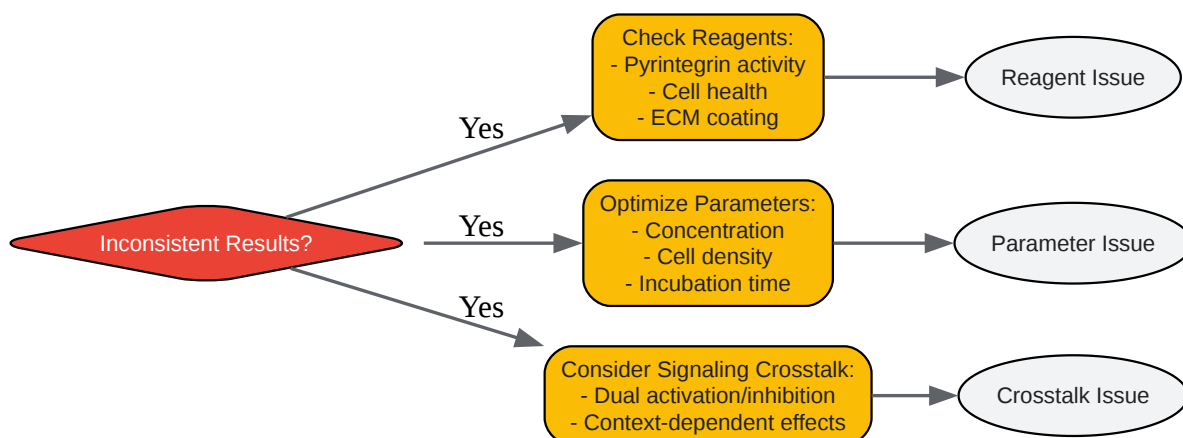 Check Reagents:
- Pyrintegrin activity
- Cell health
- ECM coating
Reagent Issue
Yes
Inconsistent Results?
Yes
Optimize Parameters:
- Concentration
- Cell density
- Incubation time
Parameter Issue
Yes
Consider Signaling Crosstalk:
- Dual activation/inhibition
- Context-dependent effects
Crosstalk Issue